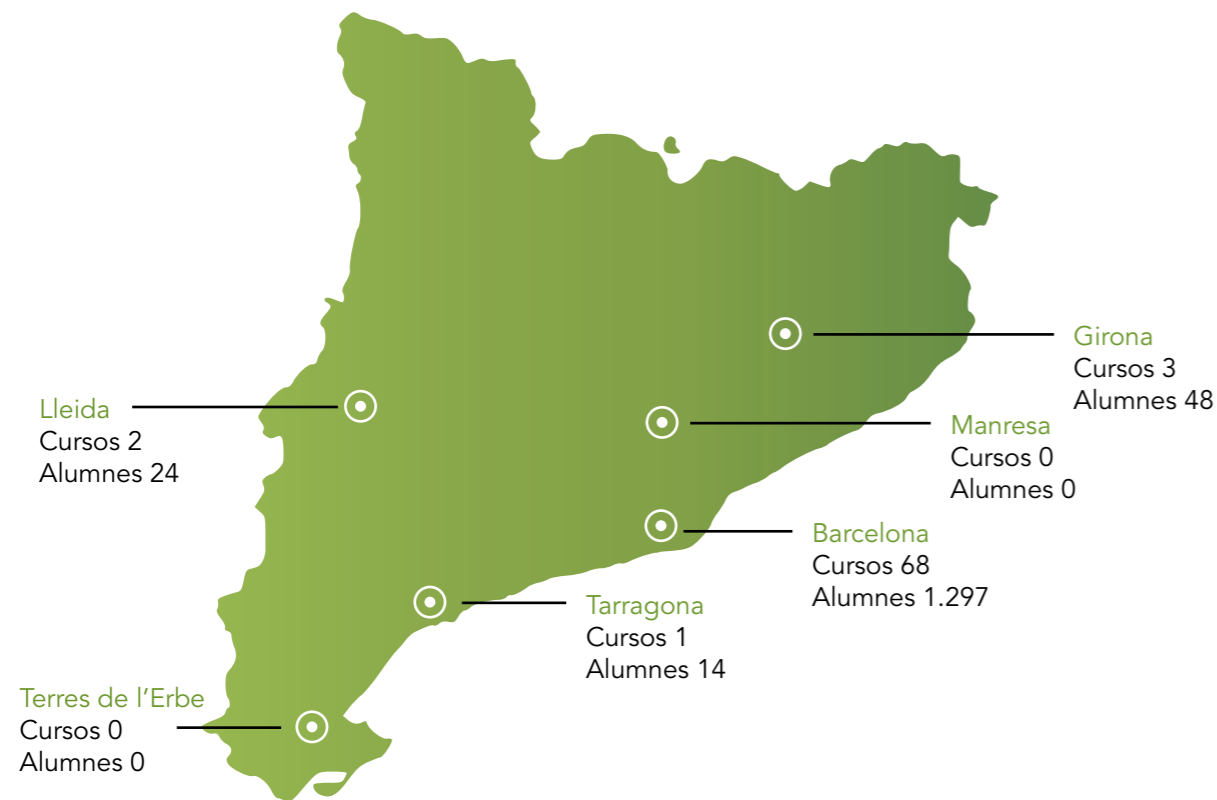 Girona
Cursos 3
Alumnes 48
Lleida
Cursos 2
Alumnes 24
Manresa
Cursos 0
Alumnes 0
Barcelona
Cursos 68
Alumnes 1.297
Tarragona
Cursos 1
Alumnes 14
Terres de l’Erbe
Cursos 0
Alumnes 0